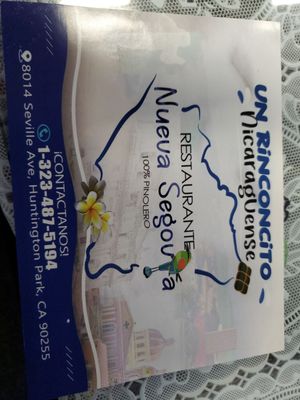 UN RINCONCITO
- Nicaragüense -
RESTAURANTE
Nueva Segovia
100% PINOLERO
¡CONTACTANOS!
1-323-487-5194
8014 Seville Ave, Huntington Park, CA 90255